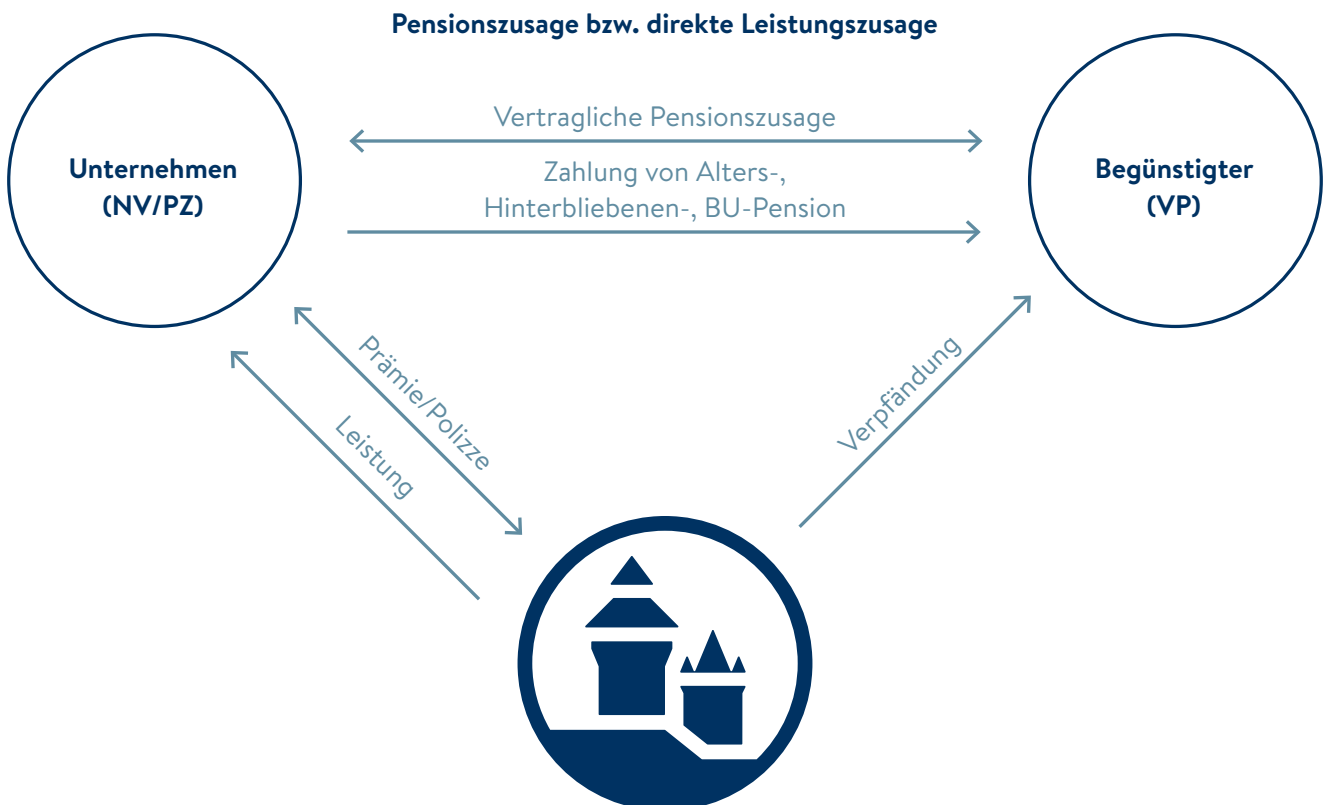 Pensionszusage bzw. direkte Leistungszusage
Vertragliche Pensionszusage
Unternehmen
(NV/PZ)
Zahlung von Alters-,
Hinterbliebenen-, BU-Pension
Begünstigter
(VP)
Prämie/Polizze
Leistung
Verpfändung